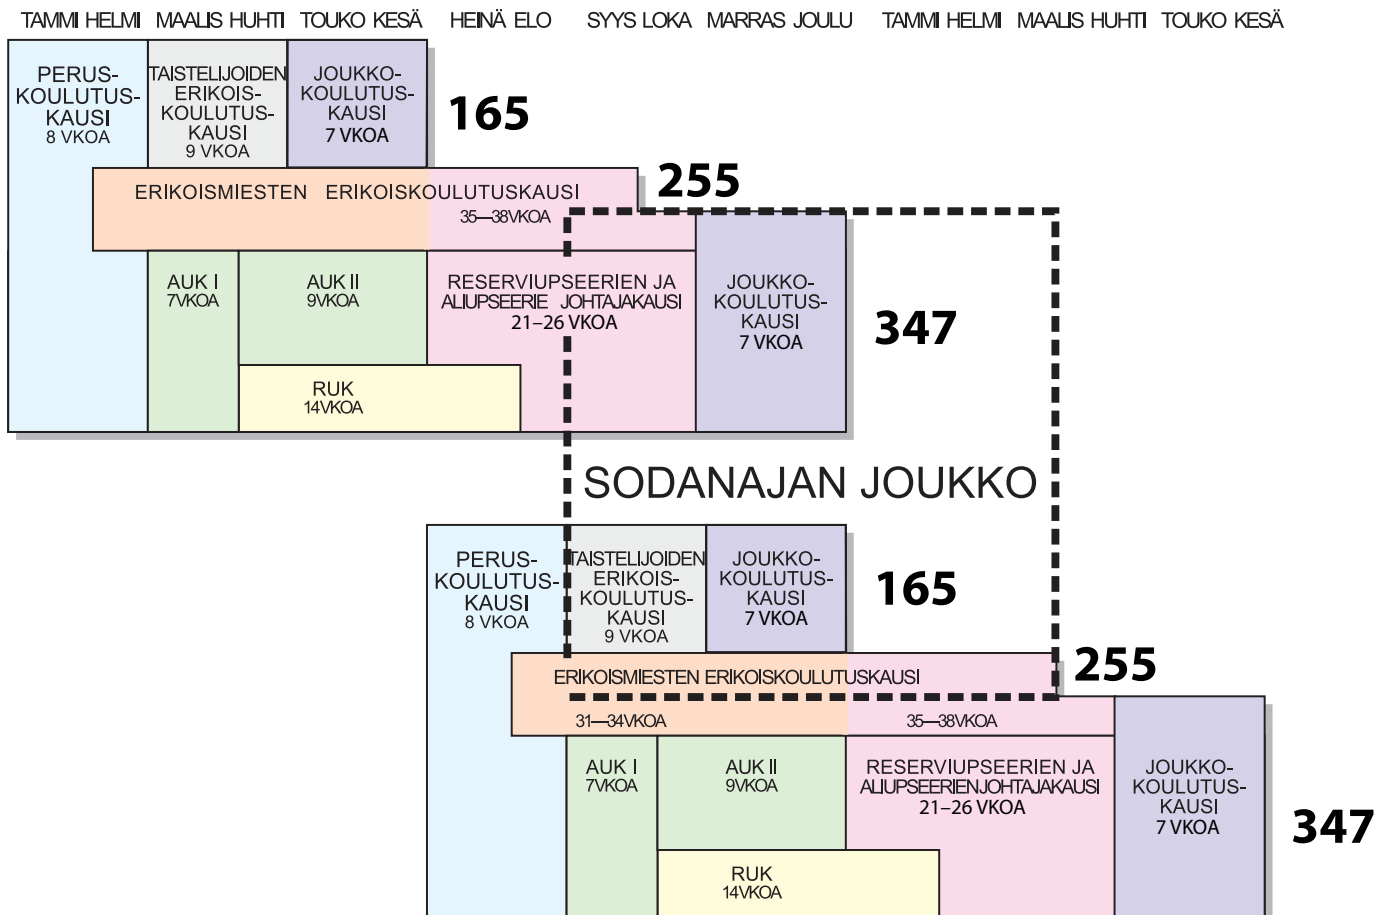 TAMMI HELMI MAALIS HUHTI TOUKO KESÄ HEINÄ ELO SYYS LOKA MARRAS JOULU TAMMI HELMI MAALIS HUHTI TOUKO KESÄ
PERUS-
KOULUTUS-
KAUSI
8 VKOA
TAISTELIJOIDEN
ERIKOIS-
KOULUTUS-
KAUSI
9 VKOA
JOUKKO-
KOULUTUS-
KAUSI
7 VKOA
165
ERIKOISMIESTEN ERIKOISKOULUTUSKAUSI
35—38VKOA
255
AUK I
7VKOA
AUK II
9VKOA
RESERVIUPSEERIEN JA
ALIUPSEERIE JOHTAJAKAUSI
21–26 VKOA
JOUKKO-
KOULUTUS-
KAUSI
7 VKOA
347
RUK
14VKOA
SODANAJAN JOUKKO
PERUS-
KOULUTUS-
KAUSI
8 VKOA
TAISTELIJOIDEN
ERIKOIS-
KOULUTUS-
KAUSI
9 VKOA
JOUKKO-
KOULUTUS-
KAUSI
7 VKOA
165
ERIKOISMIESTEN ERIKOISKOULUTUSKAUSI
31—34VKOA
35—38VKOA
255
AUK I
7VKOA
AUK II
9VKOA
RESERVIUPSEERIEN JA
ALIUPSEERIENJOHTAJAKAUSI
21–26 VKOA
JOUKKO-
KOULUTUS-
KAUSI
7 VKOA
347
RUK
14VKOA